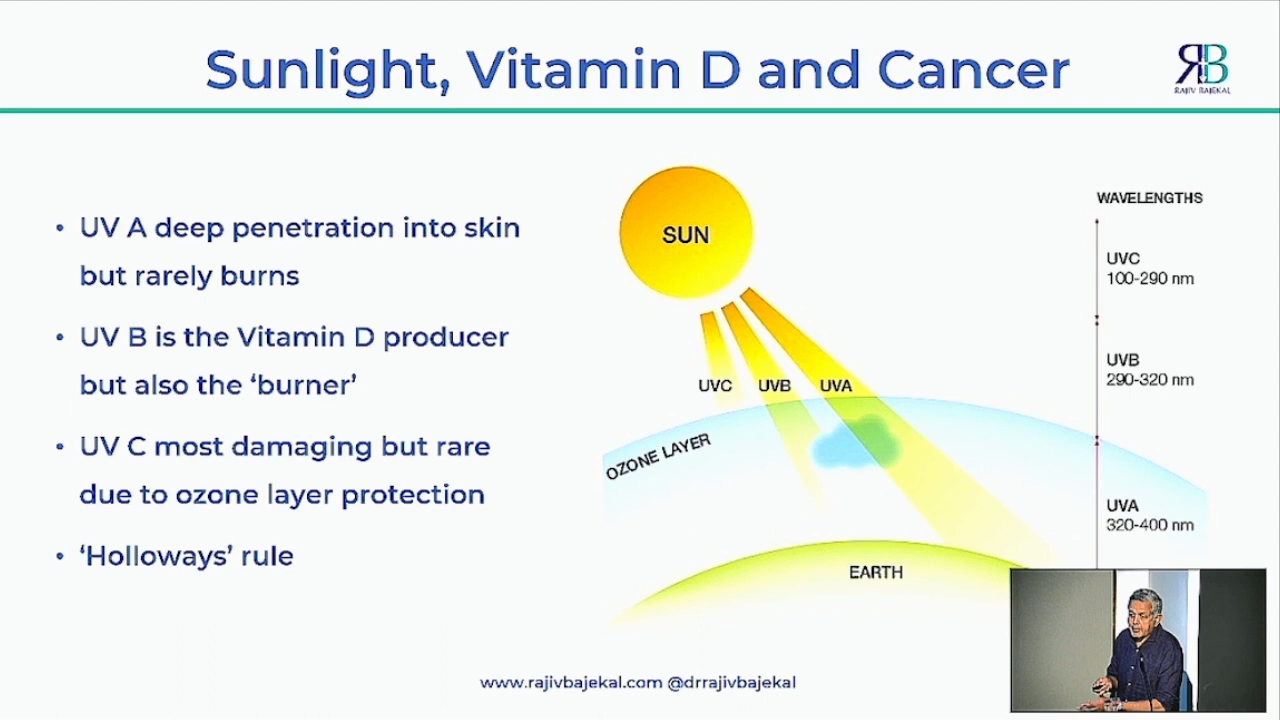 Sunlight, Vitamin D and Cancer
RB
RAJIV BAJEKAL
• UV A deep penetration into skin
but rarely burns
• UV B is the Vitamin D producer
but also the ‘burner’
• UV C most damaging but rare
due to ozone layer protection
• ‘Holloways’ rule
SUN
UVC UVB UVA
OZONE LAYER
EARTH
WAVELENGTHS
UVC
100-290 nm
UVB
290-320 nm
UVA
320-400 nm
www.rajivbajekal.com @drrajivbajekal